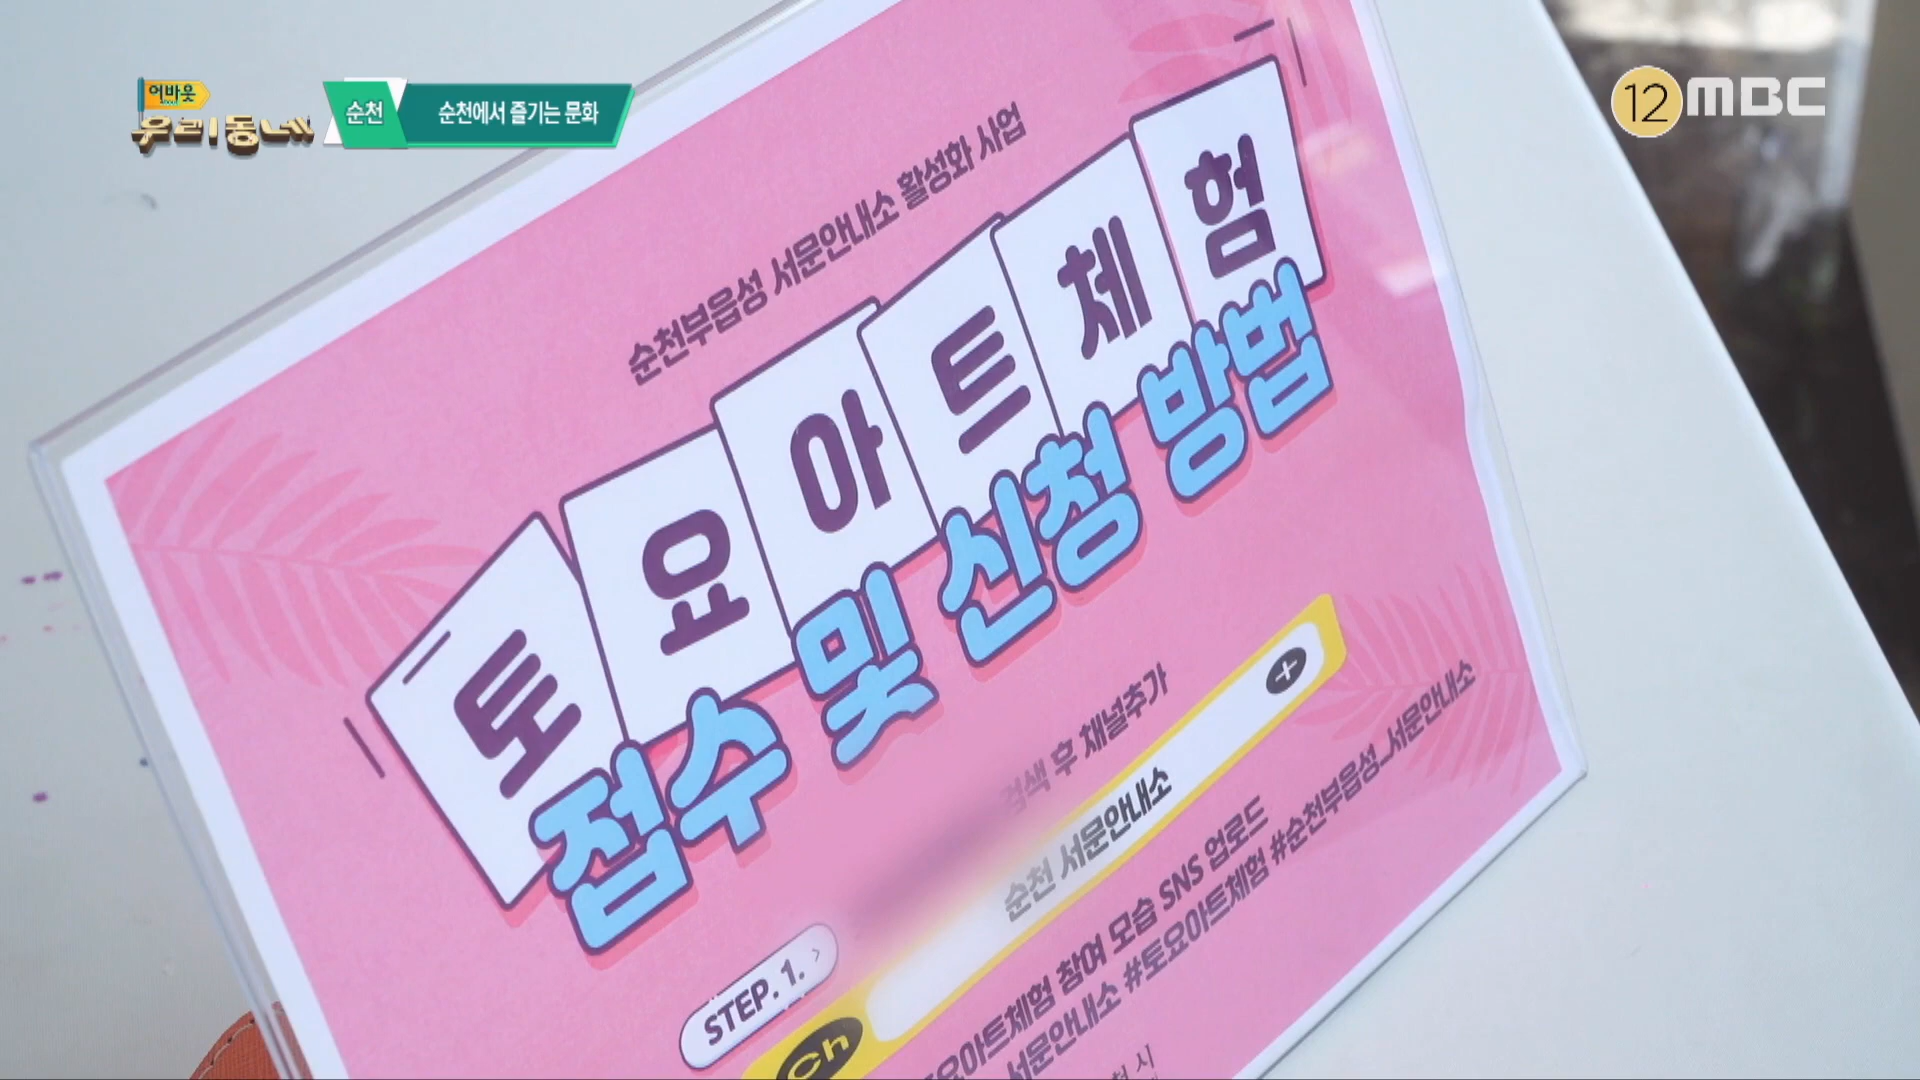 어바웃
우리동네
순천
순천에서 즐기는 문화
12 MBC
순천부읍성 서문안내소 활성화 사업
토요아트체험
접수 및 신청 방법
STEP. 1.
검색 후 채널추가
Ch
순천 서문안내소
토요아트체험 참여 모습 SNS 업로드
서문안내소 #토요아트체험 #순천부읍성_서문안내소